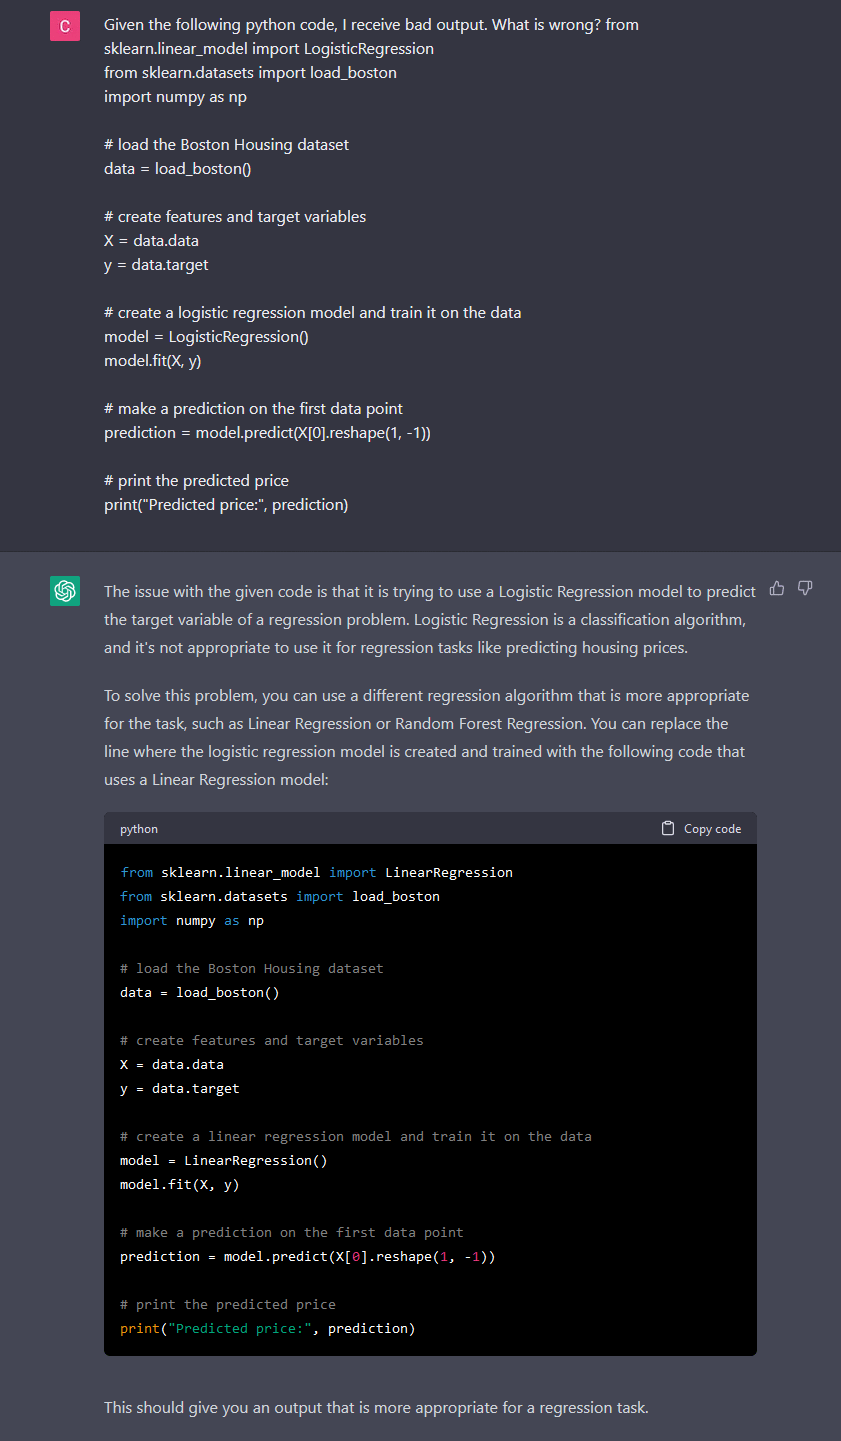 C
Given the following python code, I receive bad output. What is wrong? from
sklearn.linear_model import LogisticRegression
from sklearn.datasets import load_boston
import numpy as np
# load the Boston Housing dataset
data = load_boston()
# create features and target variables
X = data.data
y = data.target
# create a logistic regression model and train it on the data
model = LogisticRegression()
model.fit(X, y)
# make a prediction on the first data point
prediction = model.predict(X[0].reshape(1, -1))
# print the predicted price
print("Predicted price:", prediction)
The issue with the given code is that it is trying to use a Logistic Regression model to predict
the target variable of a regression problem. Logistic Regression is a classification algorithm,
and it's not appropriate to use it for regression tasks like predicting housing prices.
To solve this problem, you can use a different regression algorithm that is more appropriate
for the task, such as Linear Regression or Random Forest Regression. You can replace the
line where the logistic regression model is created and trained with the following code that
uses a Linear Regression model:
python Copy code
from sklearn.linear_model import LinearRegression
from sklearn.datasets import load_boston
import numpy as np
# load the Boston Housing dataset
data = load_boston()
# create features and target variables
X = data.data
y = data.target
# create a linear regression model and train it on the data
model = LinearRegression()
model.fit(X, y)
# make a prediction on the first data point
prediction = model.predict(X[0].reshape(1, -1))
# print the predicted price
print("Predicted price:", prediction)
This should give you an output that is more appropriate for a regression task.